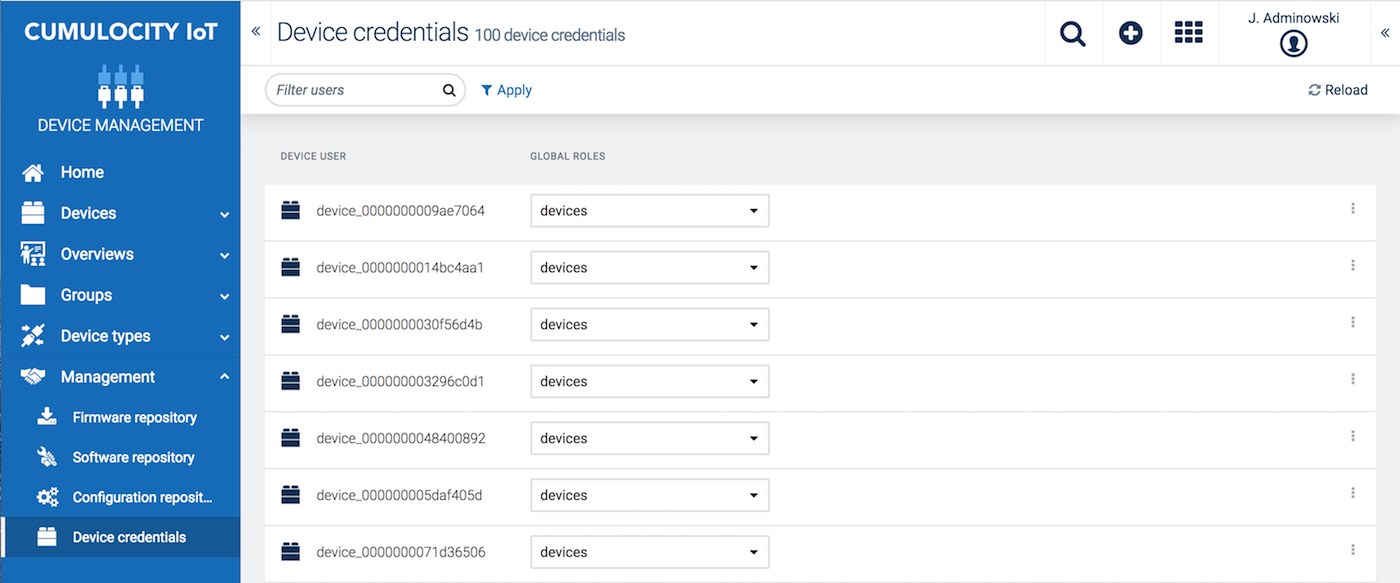 CUMULOCITY IoT
DEVICE MANAGEMENT
Home
Devices
Overviews
Groups
Device types
Management
Firmware repository
Software repository
Configuration reposit...
Device credentials
Device credentials 100 device credentials
J. Adminowski
Filter users
Apply
Reload
DEVICE USER GLOBAL ROLES
device_0000000009ae7064 devices
device_0000000014bc4aa1 devices
device_0000000030f56d4b devices
device_000000003296c0d1 devices
device_0000000048400892 devices
device_000000005daf405d devices
device_0000000071d36506 devices